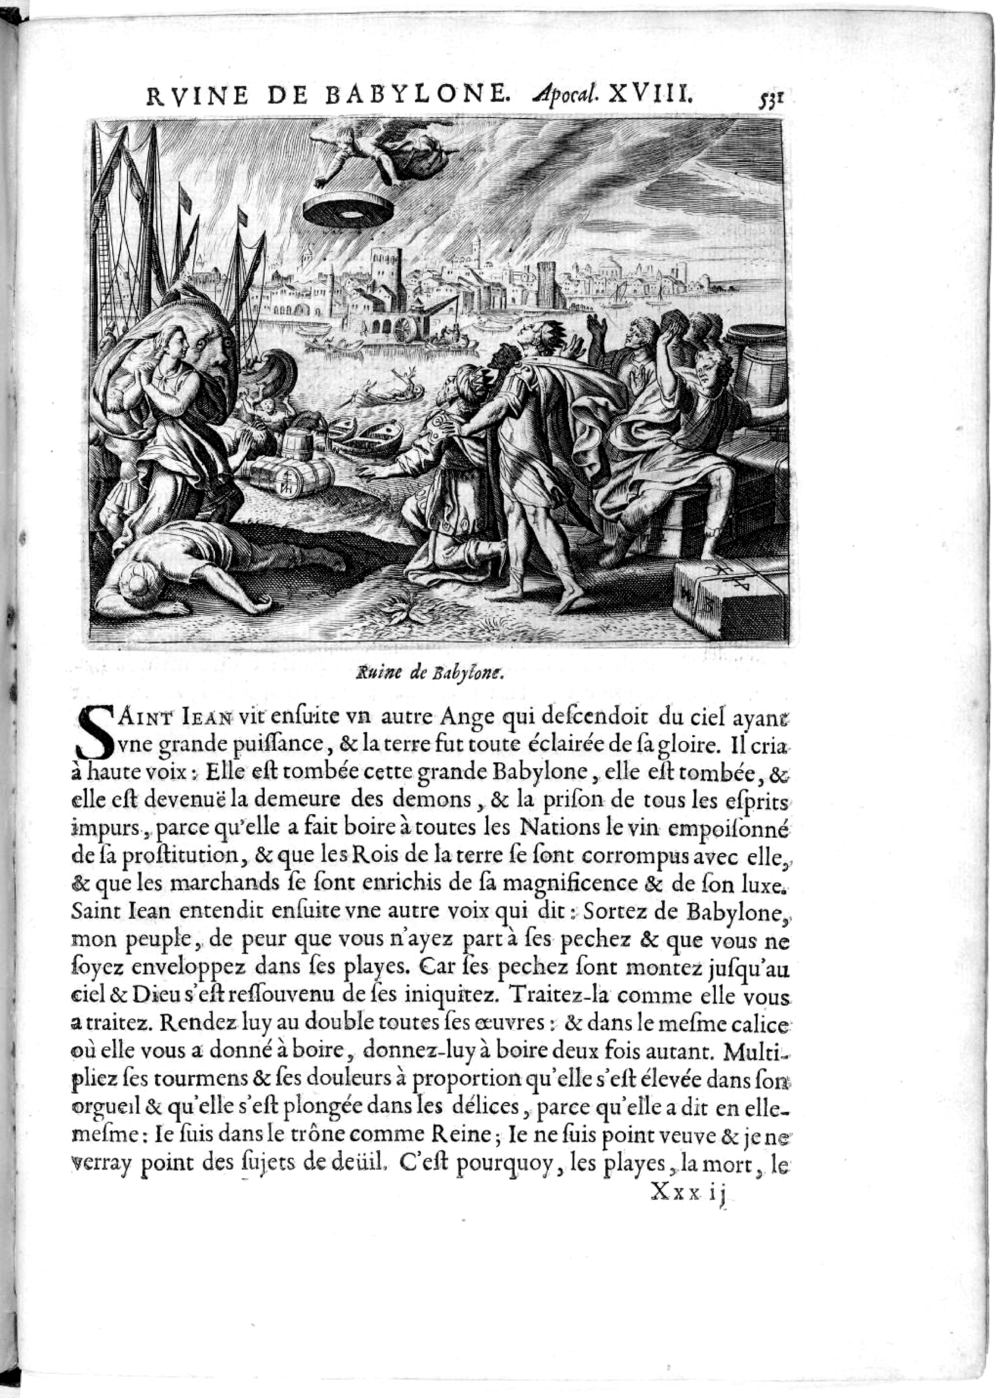 RVINE DE BABYLONE. Apocal. XVIII. 531
Ruine de Babylone.
SAINT IEAN vit enſuite vn autre Ange qui deſcendoit du ciel ayant
vne grande puiſſance, & la terre fut toute éclairée de ſa gloire. Il cria
à haute voix : Elle eſt tombée cette grande Babylone, elle eſt tombée, &
elle eſt devenuë la demeure des demons, & la priſon de tous les eſprits
impurs, parce qu'elle a fait boire à toutes les Nations le vin empoiſonné
de ſa proſtitution, & que les Rois de la terre ſe ſont corrompus avec elle,
& que les marchands ſe ſont enrichis de ſa magnificence & de ſon luxe.
Saint Iean entendit enſuite vne autre voix qui dit : Sortez de Babylone,
mon peuple, de peur que vous n'ayez part à ſes pechez & que vous ne
ſoyez enveloppez dans ſes playes. Car ſes pechez ſont montez juſqu'au
ciel & Dieu s'eſt reſſouvenu de ſes iniquitez. Traitez-la comme elle vous
a traitez. Rendez luy au double toutes ſes œuvres : & dans le meſme calice
où elle vous a donné à boire, donnez-luy à boire deux fois autant. Multi-
pliez ſes tourmens & ſes douleurs à proportion qu'elle s'eſt élevée dans ſon
orgueil & qu'elle s'eſt plongée dans les délices, parce qu'elle a dit en elle-
meſme : Ie ſuis dans le trône comme Reine ; Ie ne ſuis point veuve & je ne
verray point des ſujets de deüil. C'eſt pourquoy, les playes, la mort, le
Xxx ij